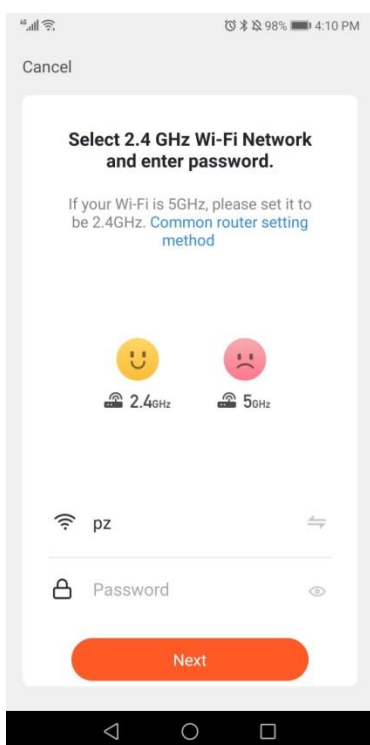 46 98% 4:10 PM
Cancel
Select 2.4 GHz Wi-Fi Network
and enter password.
If your Wi-Fi is 5GHz, please set it to
be 2.4GHz. Common router setting
method
2.4GHz 5GHz
pz
Password
Next